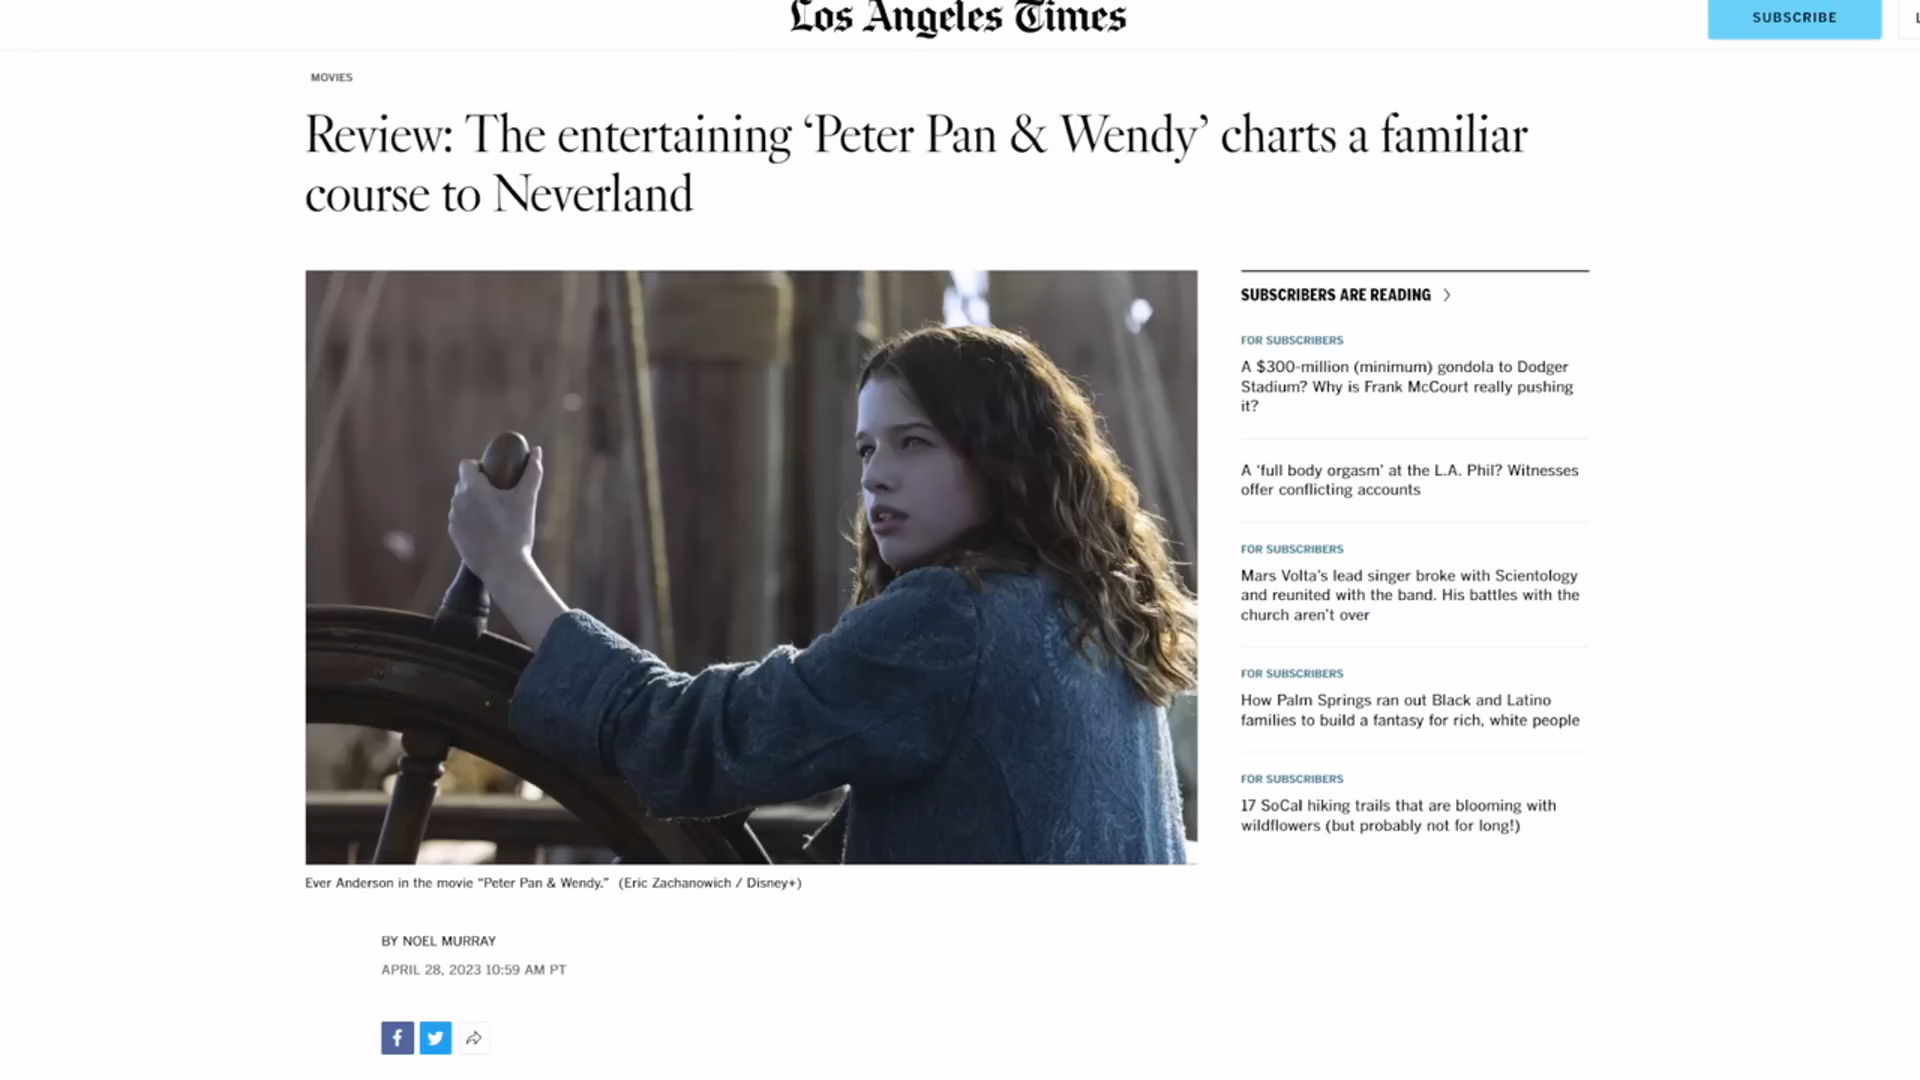 Los Angeles Times
SUBSCRIBE
MOVIES
Review: The entertaining ‘Peter Pan & Wendy’ charts a familiar
course to Neverland
SUBSCRIBERS ARE READING
FOR SUBSCRIBERS
A $300-million (minimum) gondola to Dodger
Stadium? Why is Frank McCourt really pushing
it?
A ‘full body orgasm’ at the L.A. Phil? Witnesses
offer conflicting accounts
FOR SUBSCRIBERS
Mars Volta’s lead singer broke with Scientology
and reunited with the band. His battles with the
church aren’t over
FOR SUBSCRIBERS
How Palm Springs ran out Black and Latino
families to build a fantasy for rich, white people
FOR SUBSCRIBERS
17 SoCal hiking trails that are blooming with
wildflowers (but probably not for long!)
Ever Anderson in the movie “Peter Pan & Wendy.” (Eric Zachanowich / Disney+)
BY NOEL MURRAY
APRIL 28, 2023 10:59 AM PT